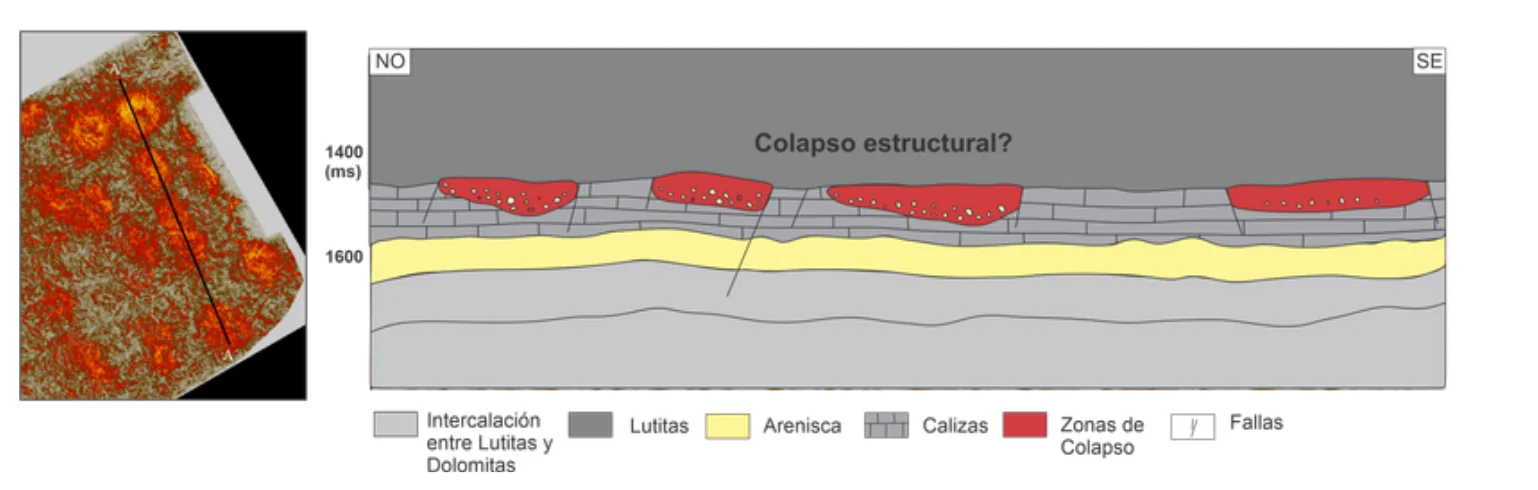 A
A'
NO
SE
Colapso estructural?
1400
(ms)
1600
Intercalación
entre Lutitas y
Dolomitas
Lutitas
Arenisca
Calizas
Zonas de
Colapso
Fallas